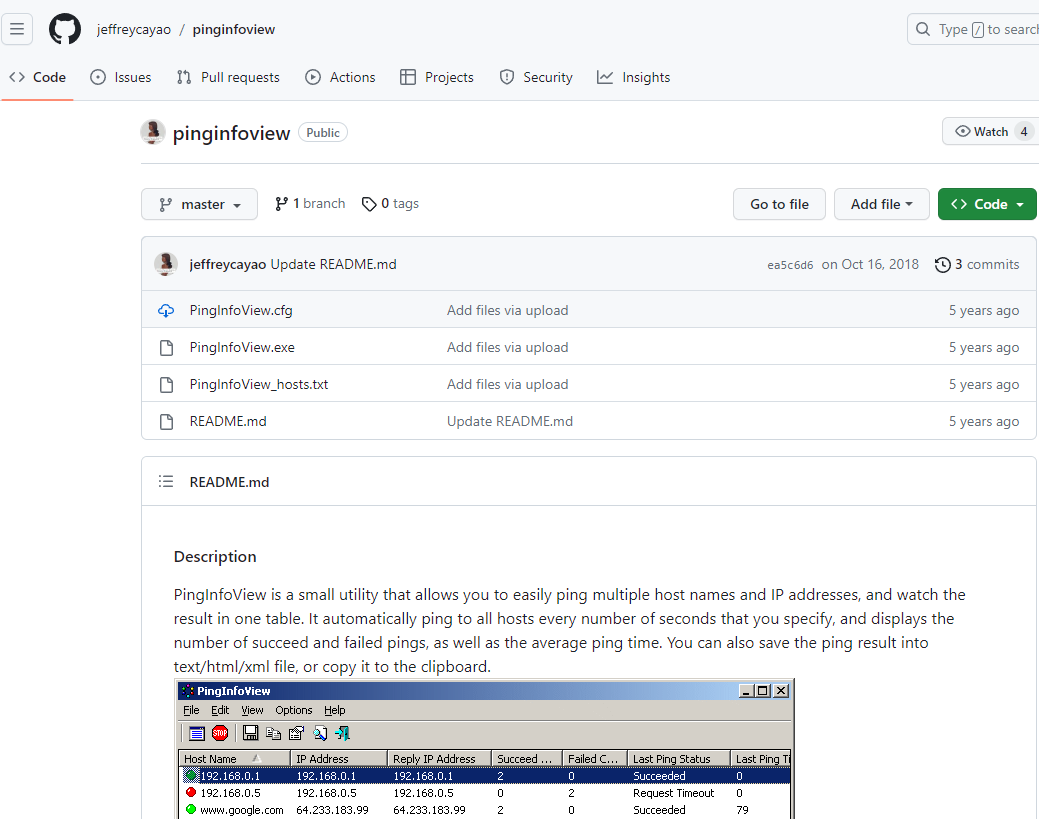 jeffreycayao / pinginfoview
Type / to search
Code Issues Pull requests Actions Projects Security Insights
pinginfoview Public
Watch 4
master 1 branch 0 tags Go to file Add file Code
jeffreycayao Update README.md ea5c6d6 on Oct 16, 2018 3 commits
PingInfoView.cfg Add files via upload 5 years ago
PingInfoView.exe Add files via upload 5 years ago
PingInfoView_hosts.txt Add files via upload 5 years ago
README.md Update README.md 5 years ago
README.md
Description
PingInfoView is a small utility that allows you to easily ping multiple host names and IP addresses, and watch the
result in one table. It automatically ping to all hosts every number of seconds that you specify, and displays the
number of succeed and failed pings, as well as the average ping time. You can also save the ping result into
text/html/xml file, or copy it to the clipboard.
PingInfoView
File Edit View Options Help
STOP
Host Name IP Address Reply IP Address Succeed ... Failed C... Last Ping Status Last Ping Ti
192.168.0.1 192.168.0.1 192.168.0.1 2 0 Succeeded 0
192.168.0.5 192.168.0.5 192.168.0.5 0 2 Request Timeout 0
www.google.com 64.233.183.99 64.233.183.99 2 0 Succeeded 79